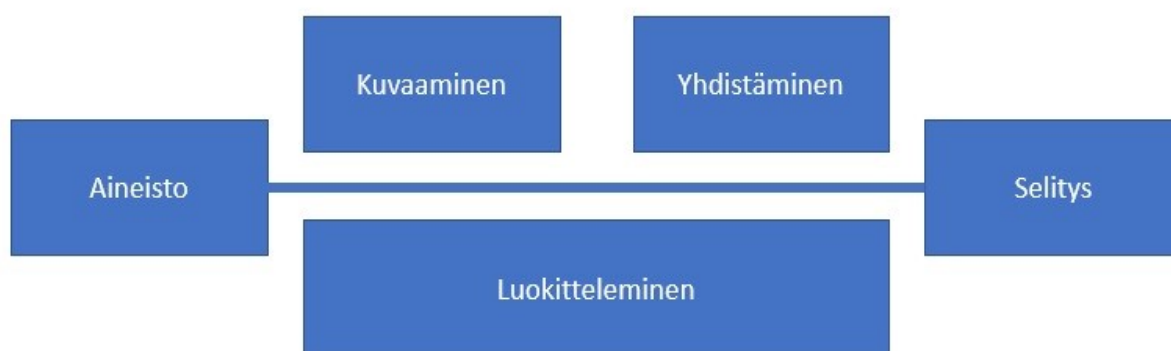 Kuvaaminen
Yhdistäminen
Aineisto
Selitys
Luokitteleminen